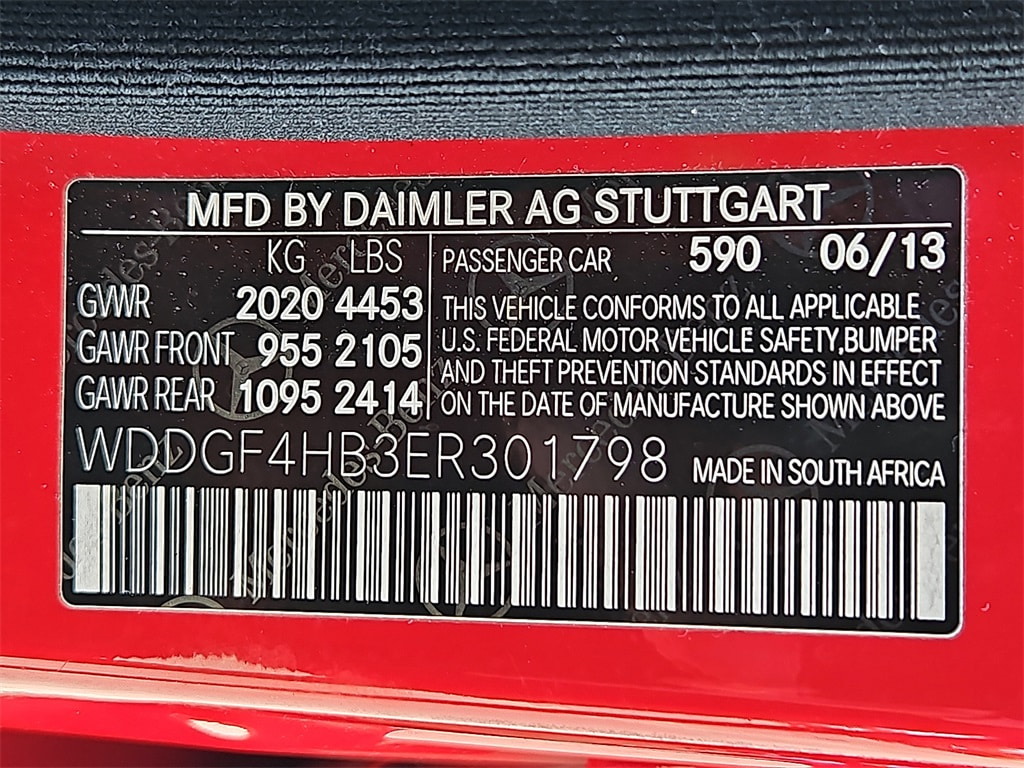 MFD BY DAIMLER AG STUTTGART
KG LBS
GVWR 2020 4453
GAWR FRONT 955 2105
GAWR REAR 1095 2414
PASSENGER CAR 590 06/13
THIS VEHICLE CONFORMS TO ALL APPLICABLE
U.S. FEDERAL MOTOR VEHICLE SAFETY,BUMPER
AND THEFT PREVENTION STANDARDS IN EFFECT
ON THE DATE OF MANUFACTURE SHOWN ABOVE
WDDGF4HB3ER301798 MADE IN SOUTH AFRICA
Mercedes-Benz